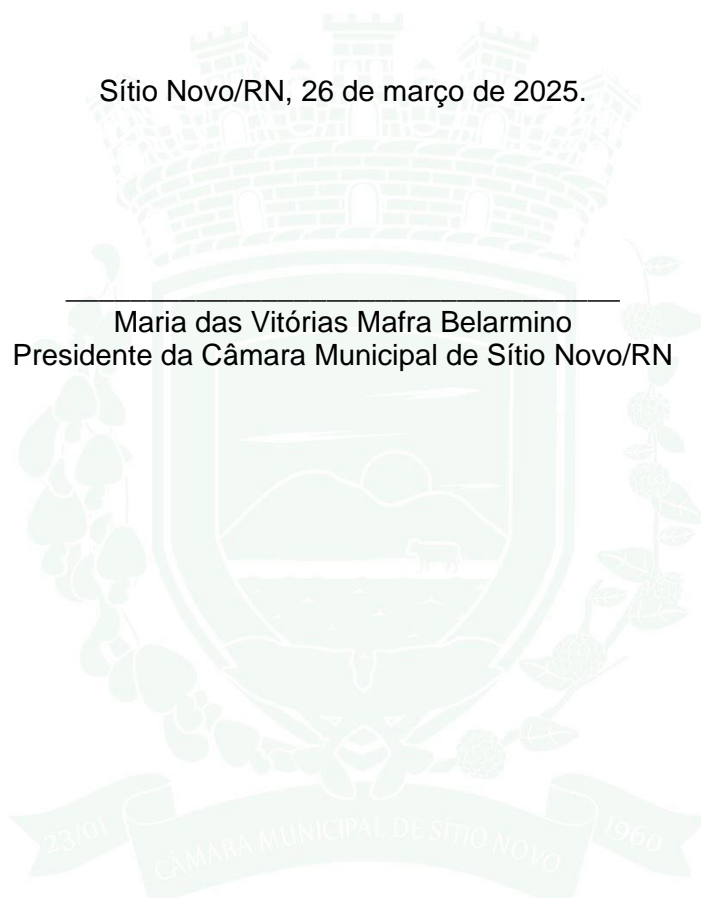 Sítio Novo/RN, 26 de março de 2025.
__________________________________
Maria das Vitórias Mafra Belarmino
Presidente da Câmara Municipal de Sítio Novo/RN
23/01 CÂMARA MUNICIPAL DE SÍTIO NOVO 1960